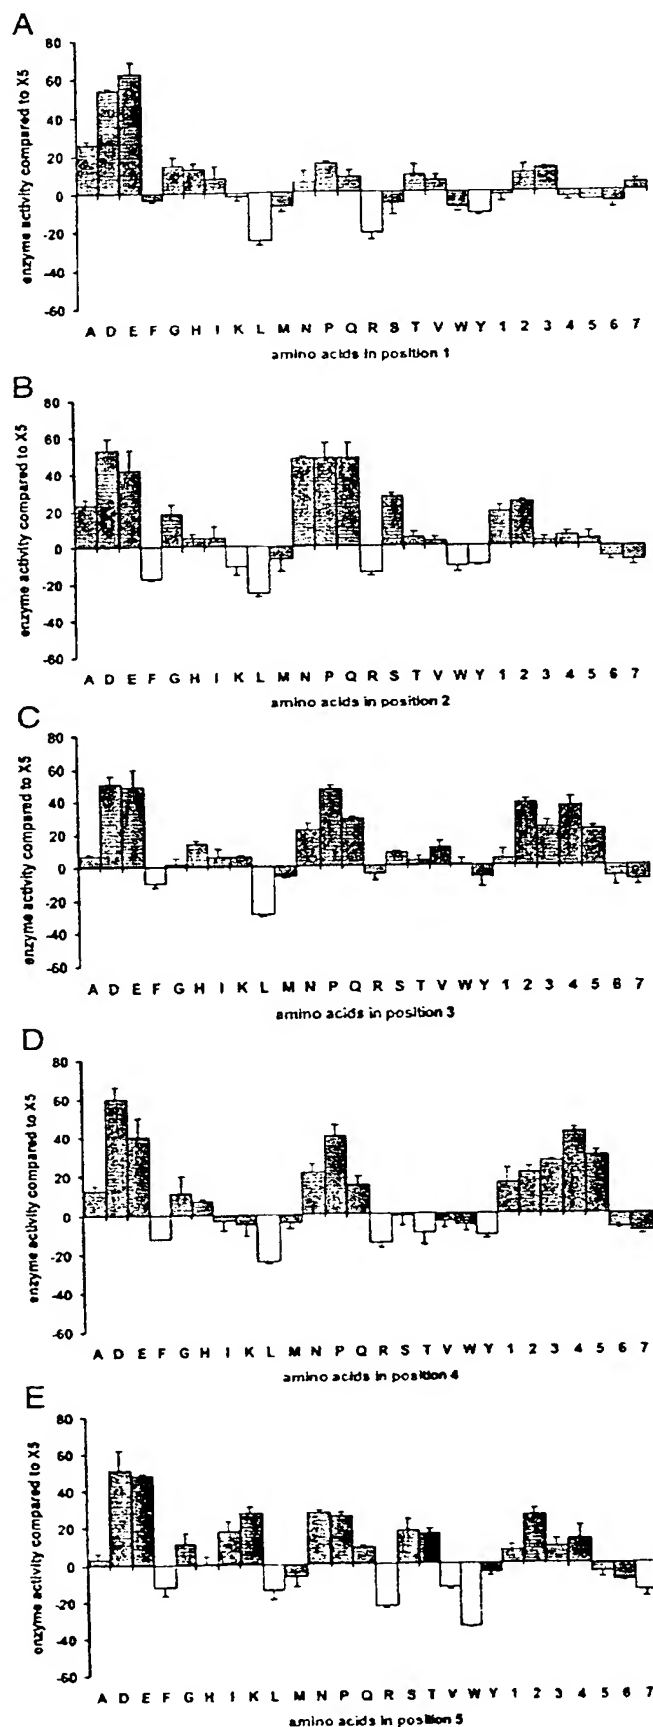 A
enzyme activity compared to X5
80
60
40
20
0
-20
-40
-60
A D E F G H I K L M N P Q R S T V W Y 1 2 3 4 5 6 7
amino acids in position 1
B
enzyme activity compared to X5
80
60
40
20
0
-20
-40
-60
A D E F G H I K L M N P Q R S T V W Y 1 2 3 4 5 6 7
amino acids in position 2
C
enzyme activity compared to X5
80
60
40
20
0
-20
-40
-60
A D E F G H I K L M N P Q R S T V W Y 1 2 3 4 5 6 7
amino acids in position 3
D
enzyme activity compared to X5
80
60
40
20
0
-20
-40
-60
A D E F G H I K L M N P Q R S T V W Y 1 2 3 4 5 6 7
amino acids in position 4
E
enzyme activity compared to X5
80
60
40
20
0
-20
-40
-60
A D E F G H I K L M N P Q R S T V W Y 1 2 3 4 5 6 7
amino acids in position 5